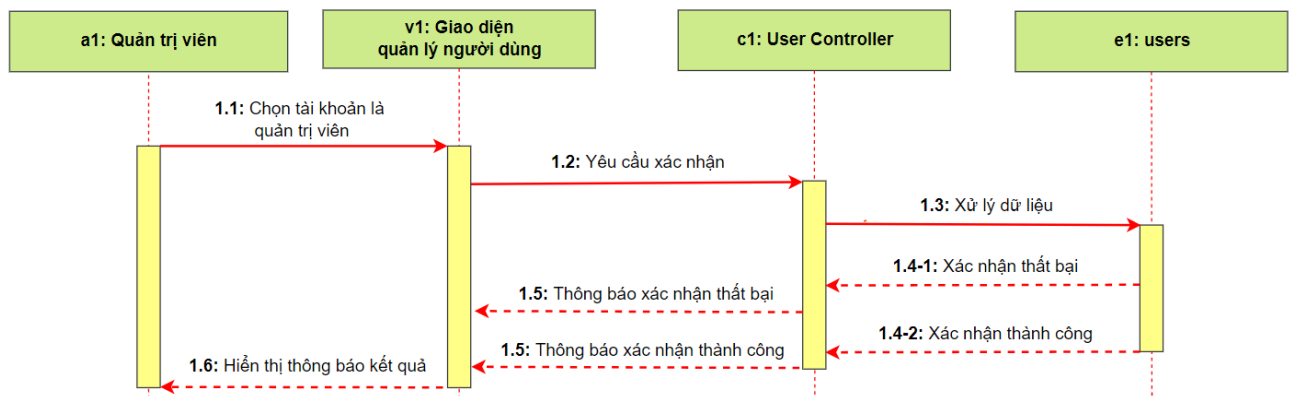 a1: Quản trị viên
v1: Giao diện
quản lý người dùng
c1: User Controller
e1: users
1.1: Chọn tài khoản là
quản trị viên
1.2: Yêu cầu xác nhận
1.3: Xử lý dữ liệu
1.4-1: Xác nhận thất bại
1.5: Thông báo xác nhận thất bại
1.4-2: Xác nhận thành công
1.5: Thông báo xác nhận thành công
1.6: Hiển thị thông báo kết quả